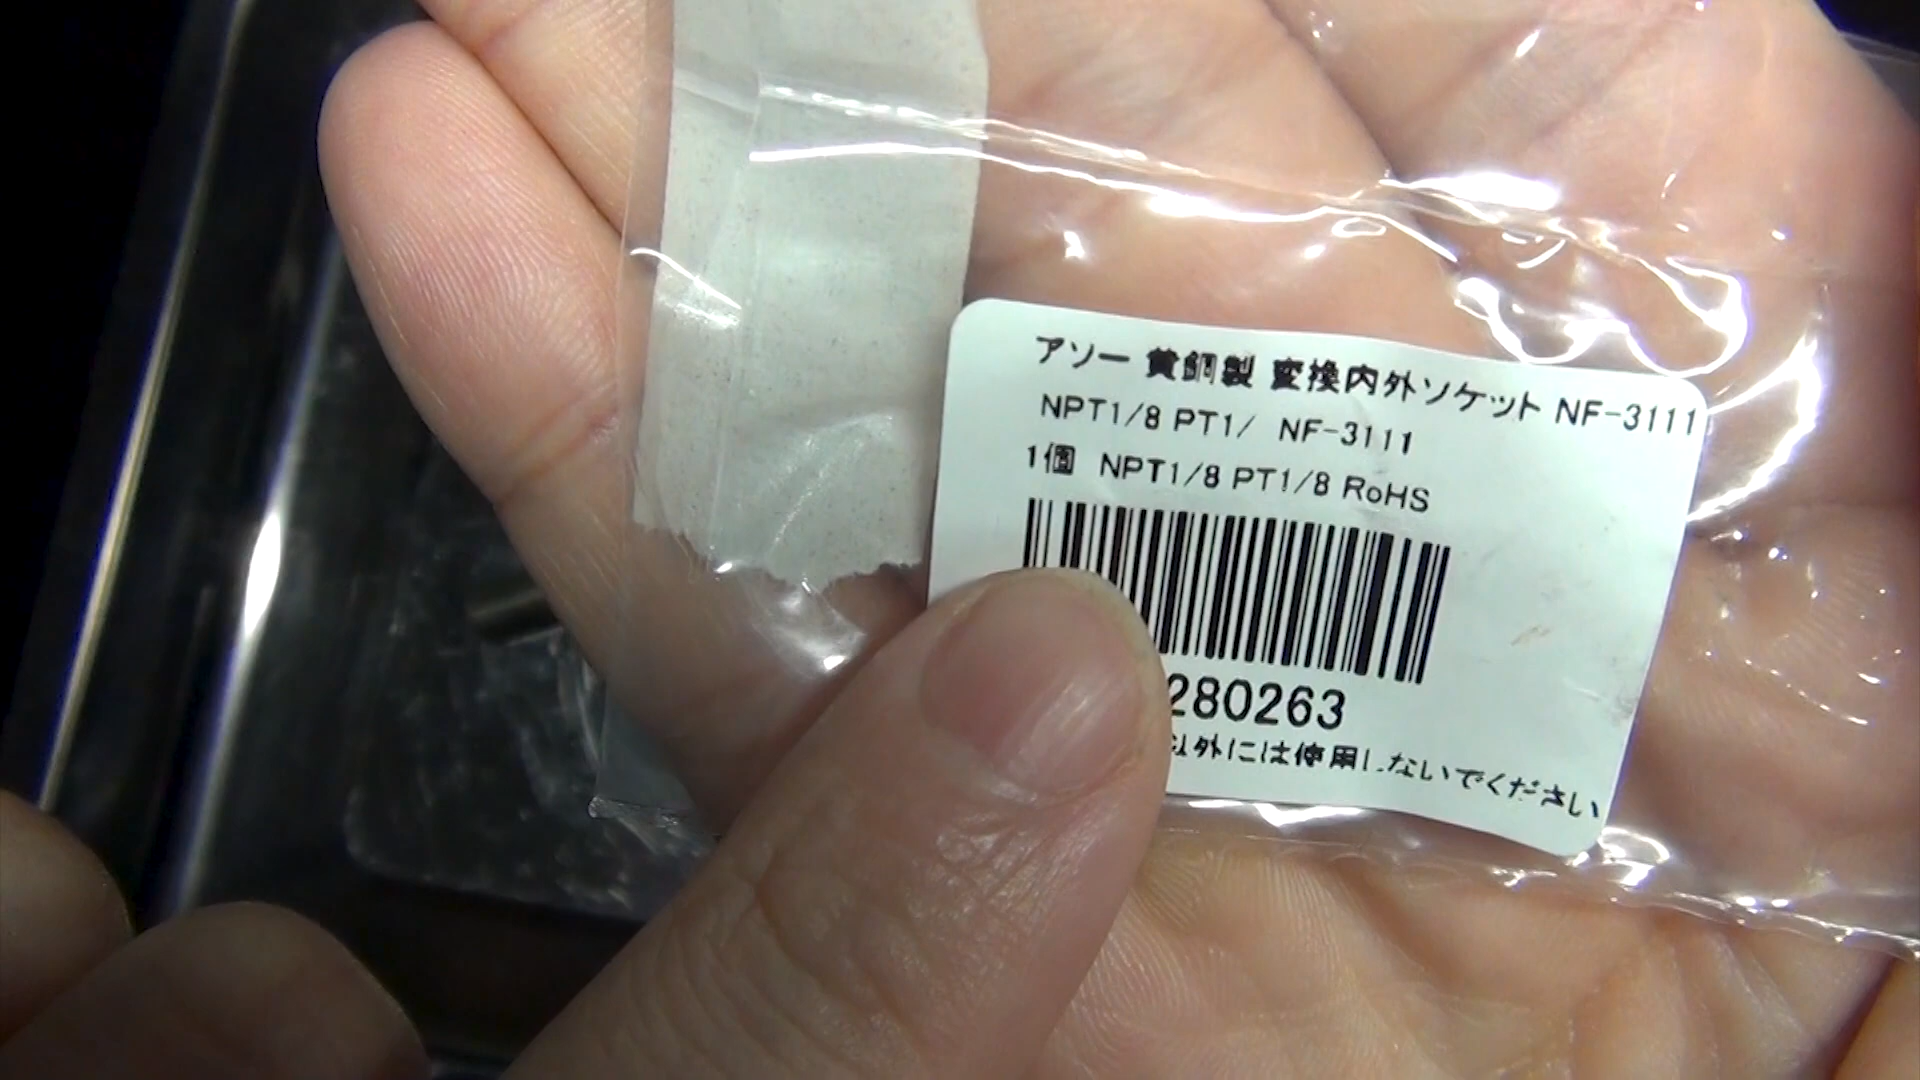 アソー 黄銅製 変換内外ソケット NF-3111
NPT1/8 PT1/ NF-3111
1個 NPT1/8 PT1/8 RoHS
280263
以外には使用しないでください